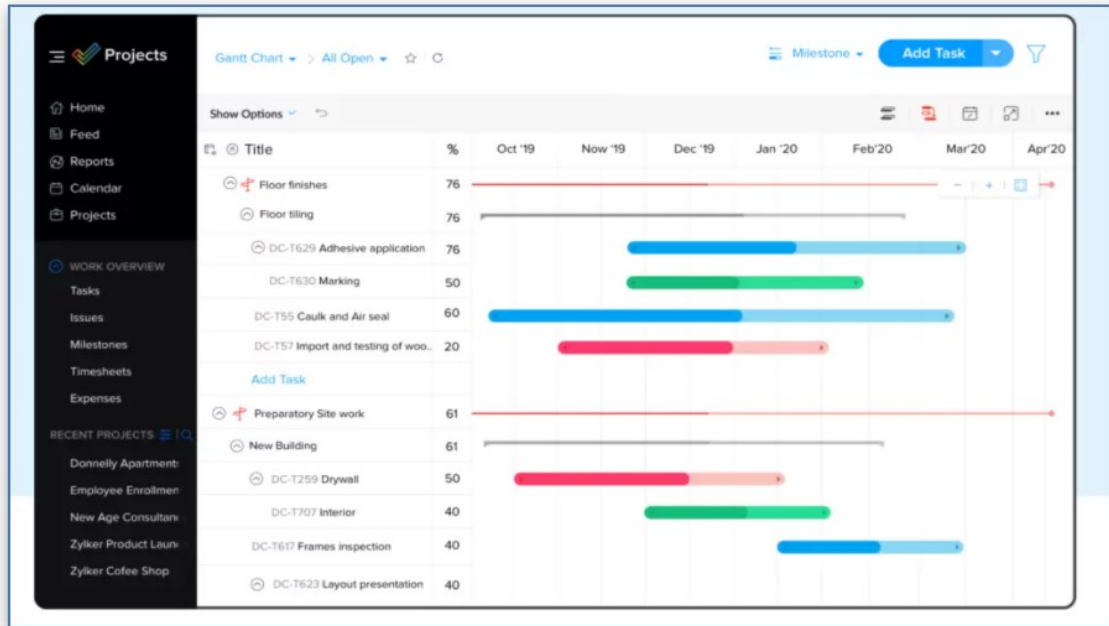 Projects
Gantt Chart > All Open
Milestone
Add Task
Home
Feed
Reports
Calendar
Projects
WORK OVERVIEW
Tasks
Issues
Milestones
Timesheets
Expenses
RECENT PROJECTS
Donnelly Apartment
Employee Enrollmen
New Age Consultan
Zylker Product Laun
Zylker Cofee Shop
Show Options
Title % Oct '19 Now '19 Dec '19 Jan '20 Feb'20 Mar'20 Apr'20
Floor finishes 76
Floor tiling 76
DC-T629 Adhesive application 76
DC-T630 Marking 50
DC-T55 Caulk and Air seal 60
DC-T57 Import and testing of woo.. 20
Add Task
Preparatory Site work 61
New Building 61
DC-T259 Drywall 50
DC-T707 Interior 40
DC-T617 Frames inspection 40
DC-T623 Layout presentation 40